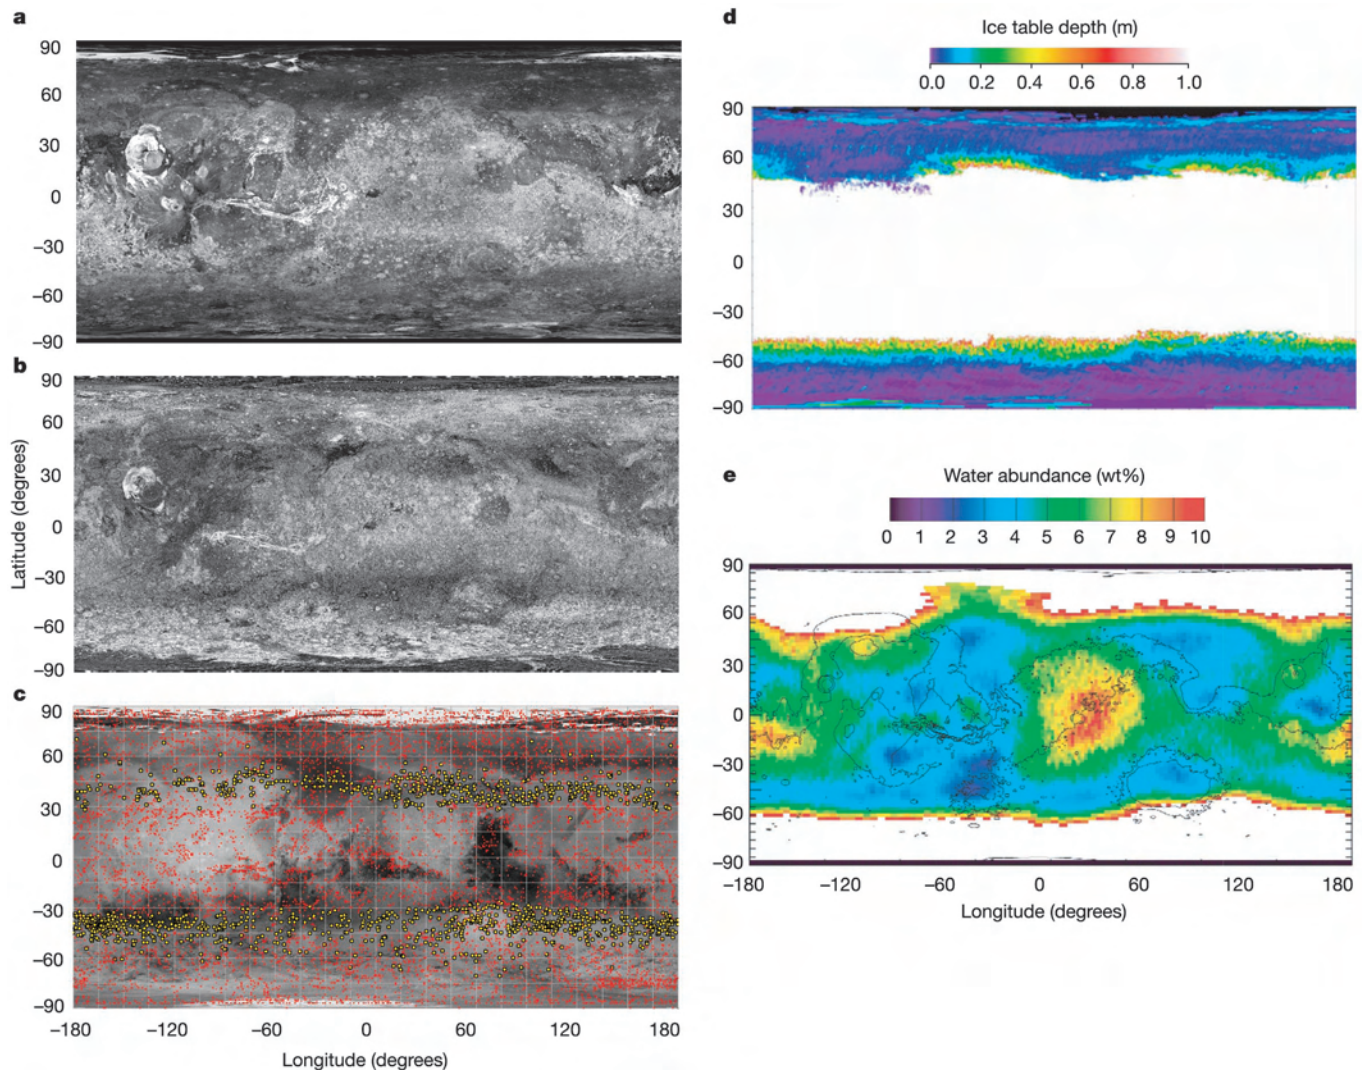 a
90
60
30
0
−30
−60
−90
b
90
60
30
0
−30
−60
−90
Latitude (degrees)
c
90
60
30
0
−30
−60
−90
−180 −120 −60 0 60 120 180
Longitude (degrees)
d
Ice table depth (m)
0.0 0.2 0.4 0.6 0.8 1.0
90
60
30
0
−30
−60
−90
e
Water abundance (wt%)
0 1 2 3 4 5 6 7 8 9 10
90
60
30
0
−30
−60
−90
−180 −120 −60 0 60 120 180
Longitude (degrees)